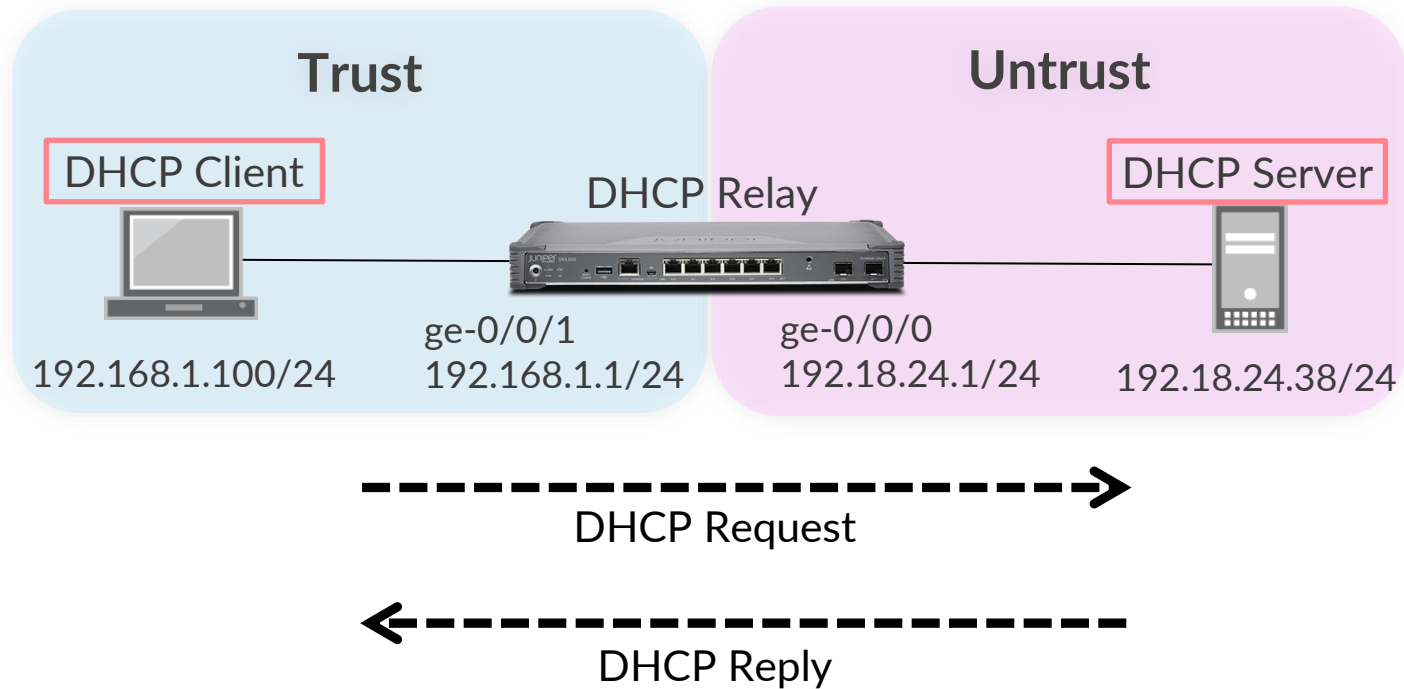 Trust
Untrust
DHCP Client
DHCP Server
DHCP Relay
JUNIPER
SRX300
ge-0/0/1
192.168.1.1/24
ge-0/0/0
192.18.24.1/24
192.168.1.100/24
192.18.24.38/24
DHCP Request
DHCP Reply